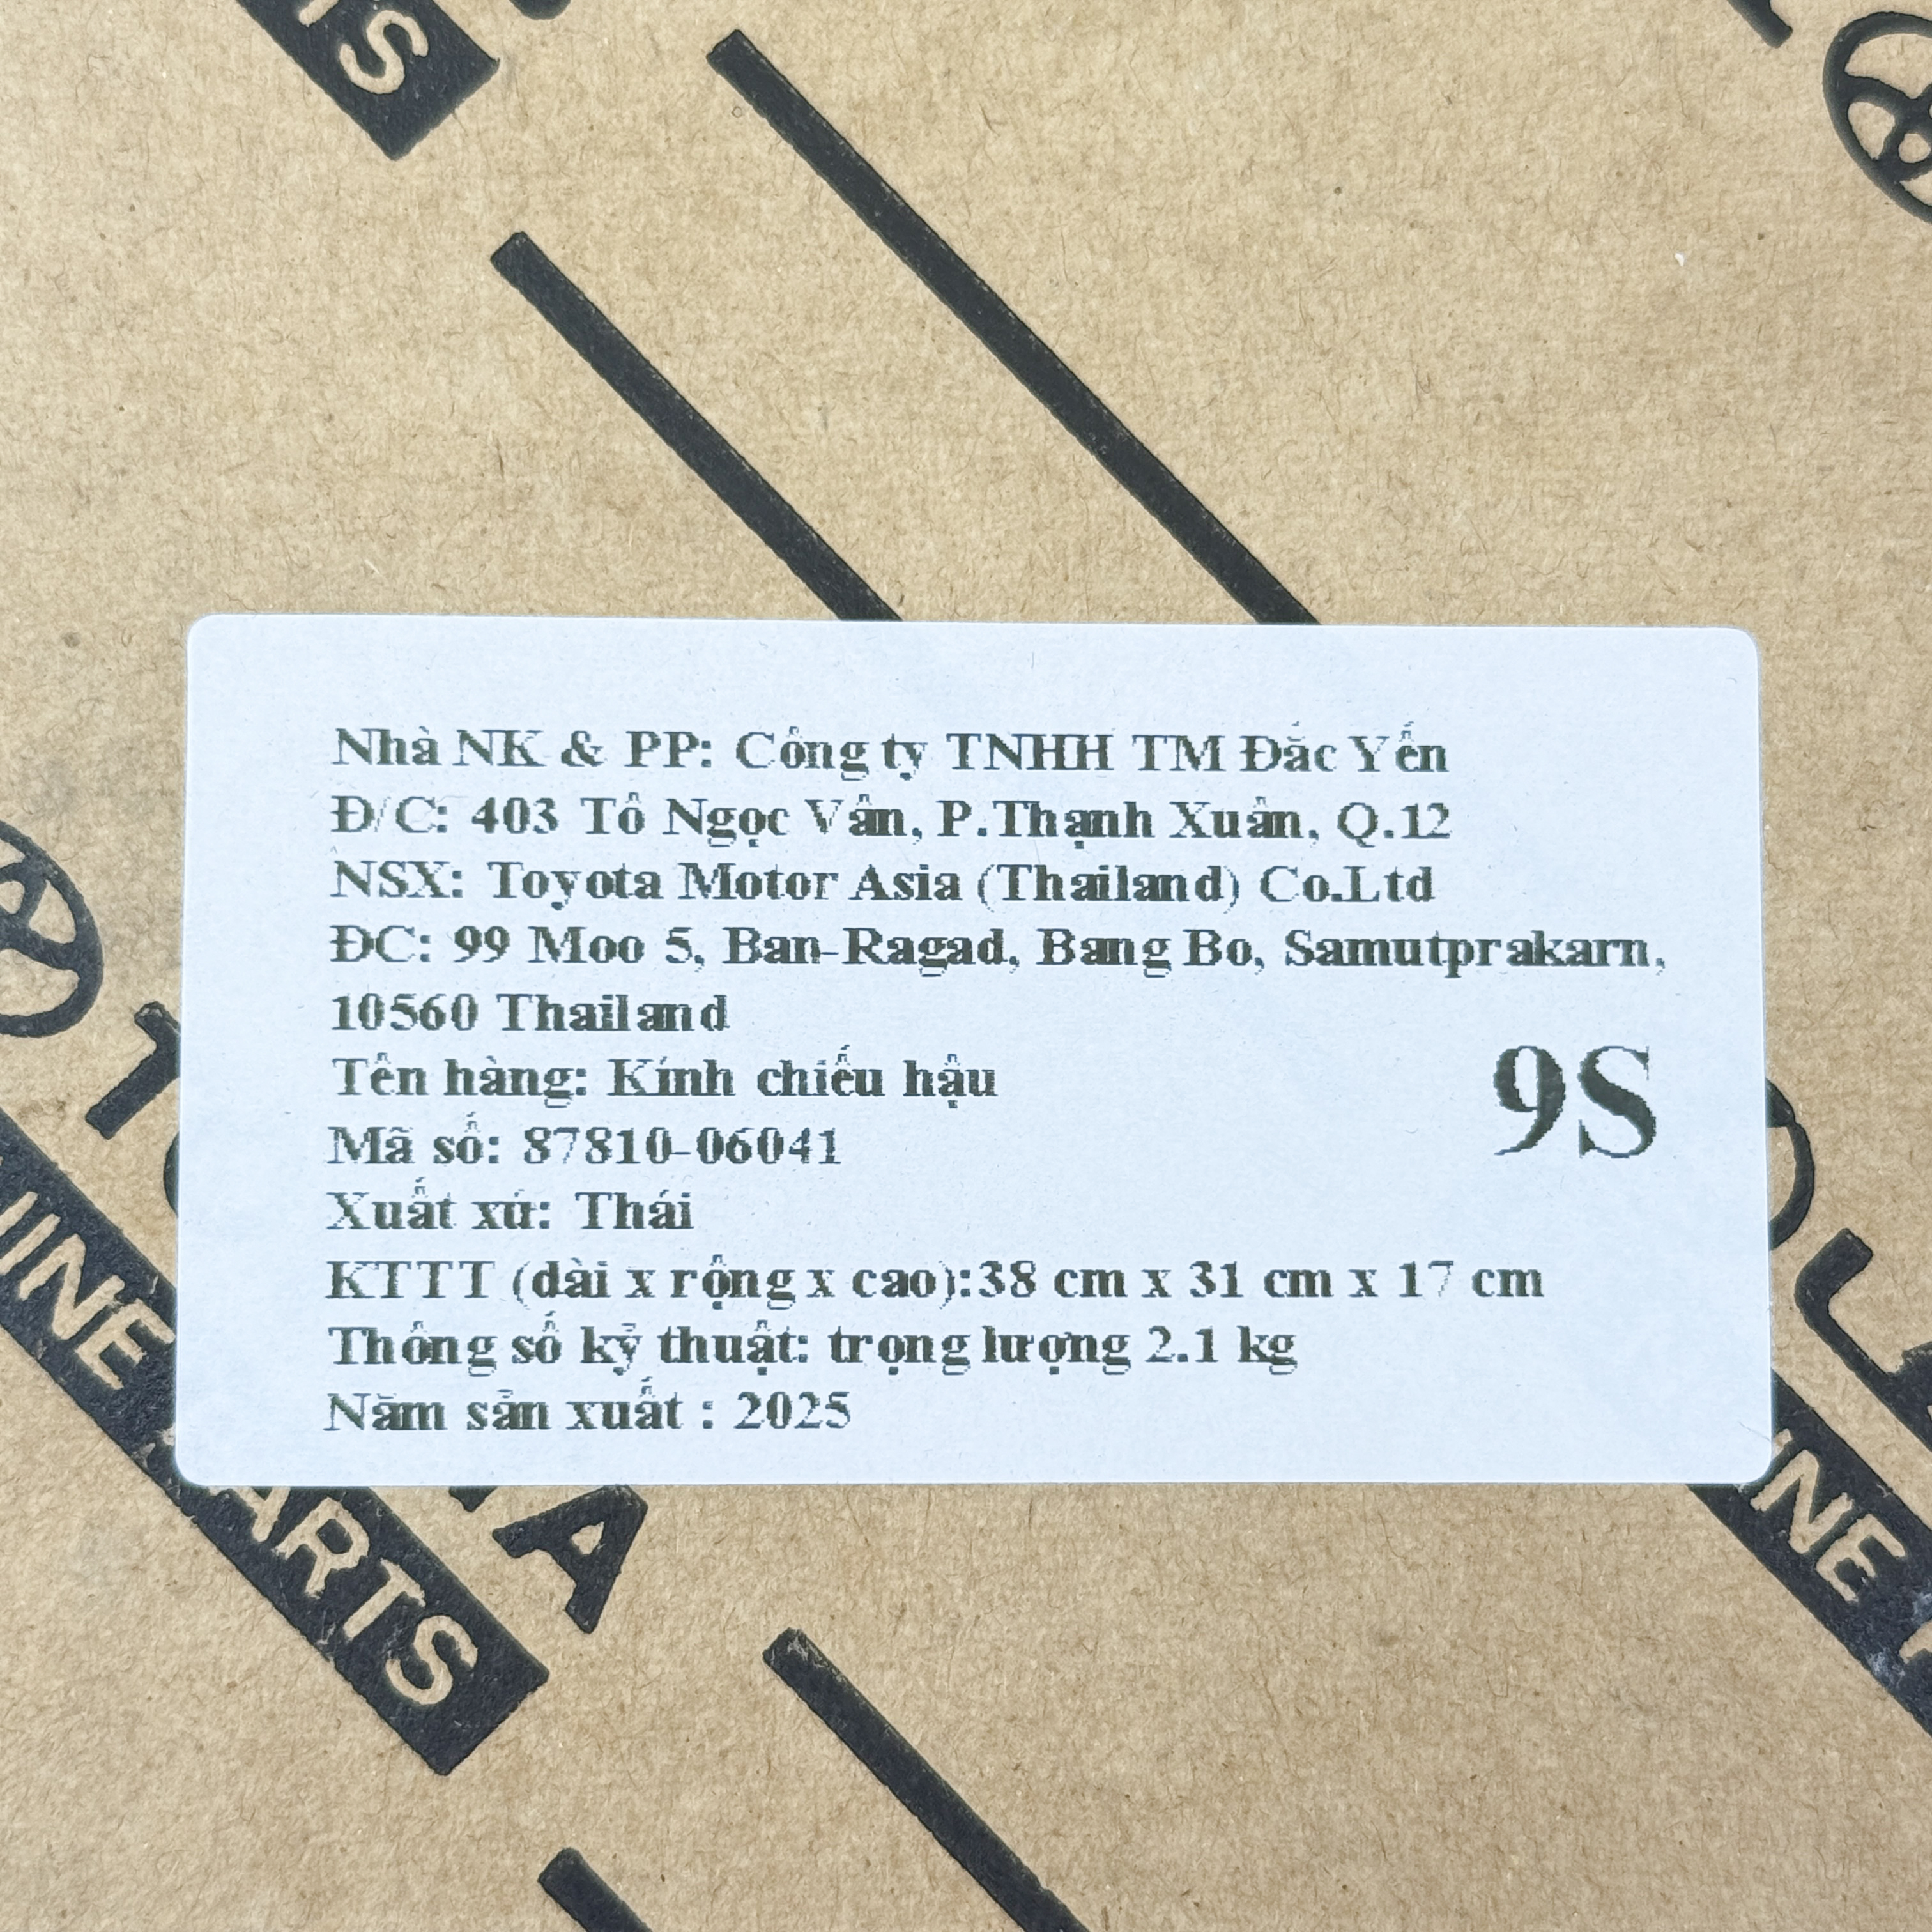 TS
Nhà NK & PP: Công ty TNHH TM Đắc Yến
Đ/C: 403 Tô Ngọc Vân, P.Thạnh Xuân, Q.12
NSX: Toyota Motor Asia (Thailand) Co.Ltd
ĐC: 99 Moo 5, Ban-Ragad, Bang Bo, Samutprakarn,
10560 Thailand
Tên hàng: Kính chiếu hậu
Mã số: 87810-06041
9S
Xuất xứ: Thái
KTTT (dài x rộng x cao):38 cm x 31 cm x 17 cm
Thông số kỹ thuật: trọng lượng 2.1 kg
Năm sản xuất : 2025
PARTS